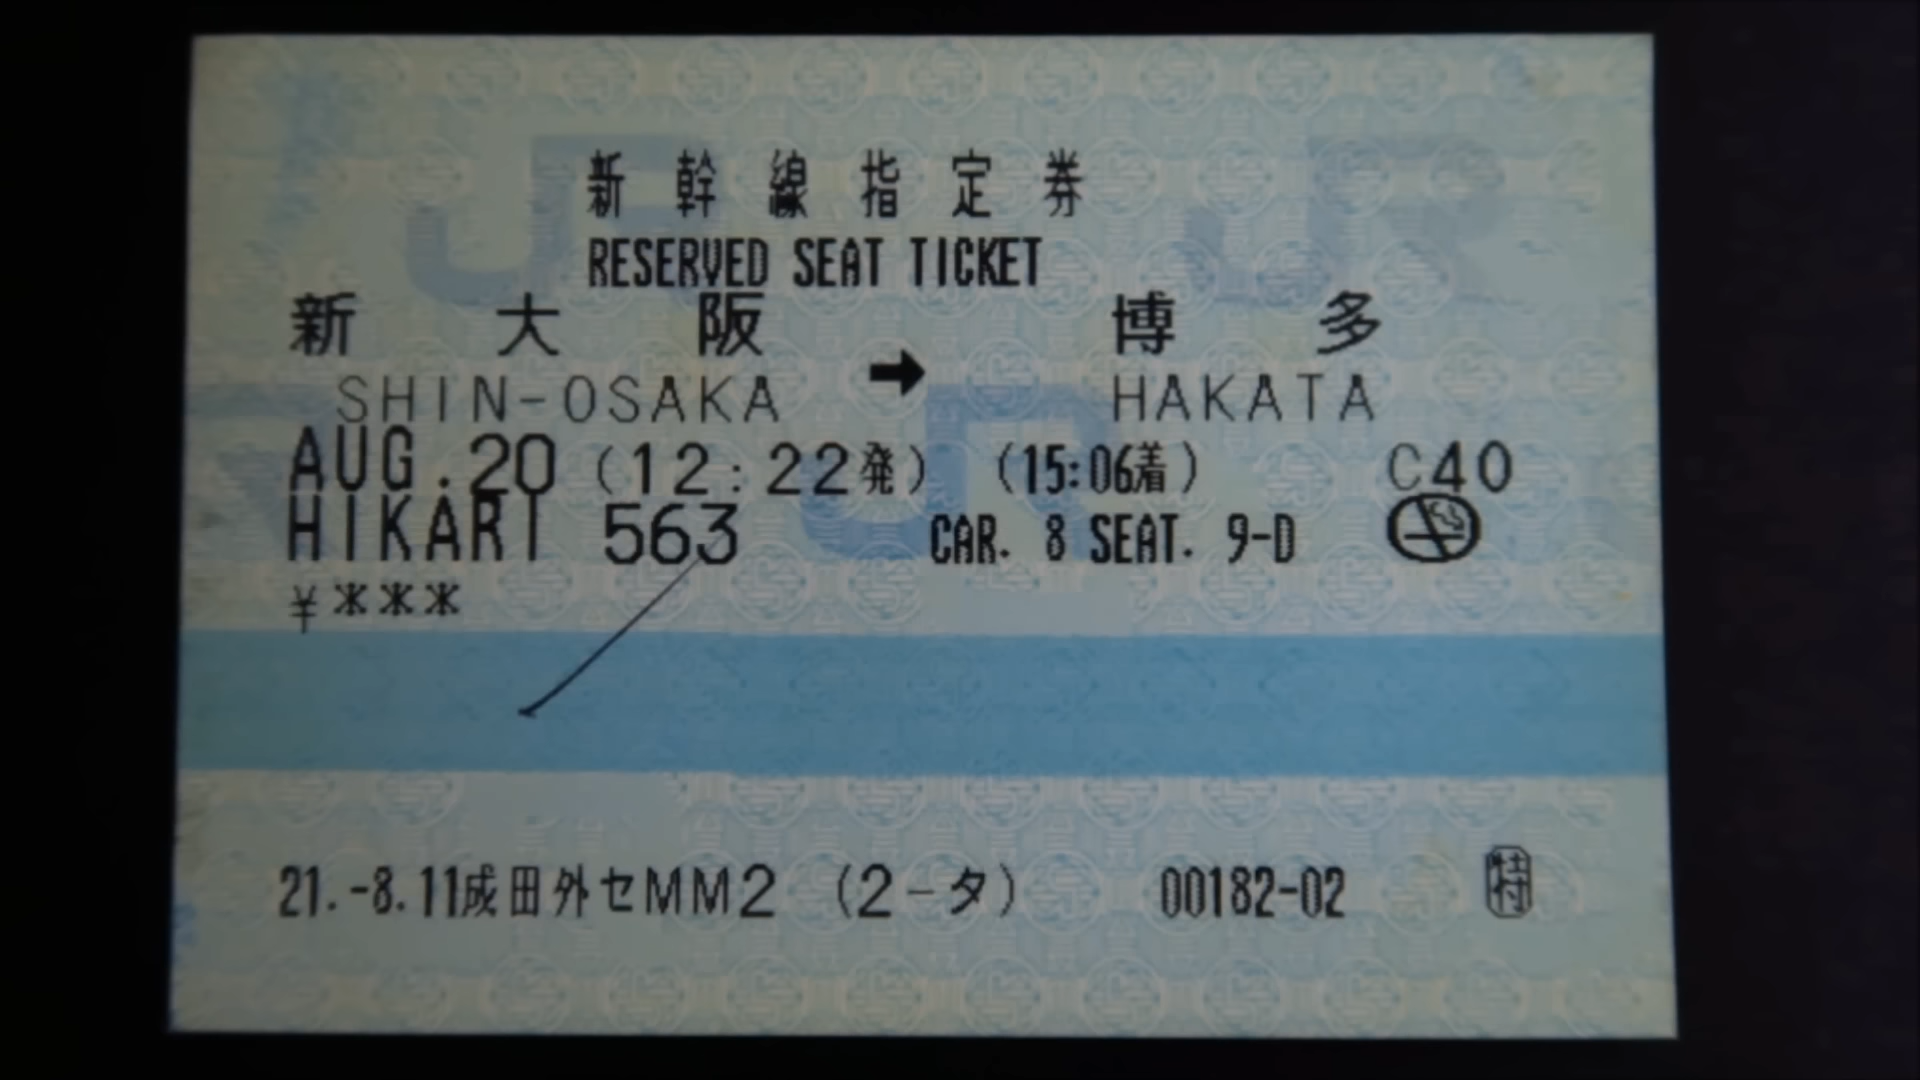 新幹線指定券
RESERVED SEAT TICKET
新大阪 → 博多
SHIN-OSAKA HAKATA
AUG.20 (12:22発) (15:06着) C40
HIKARI 563 CAR. 8 SEAT. 9-D
¥***
21.-8.11成田外セMM2 (2-タ) 00182-02 特